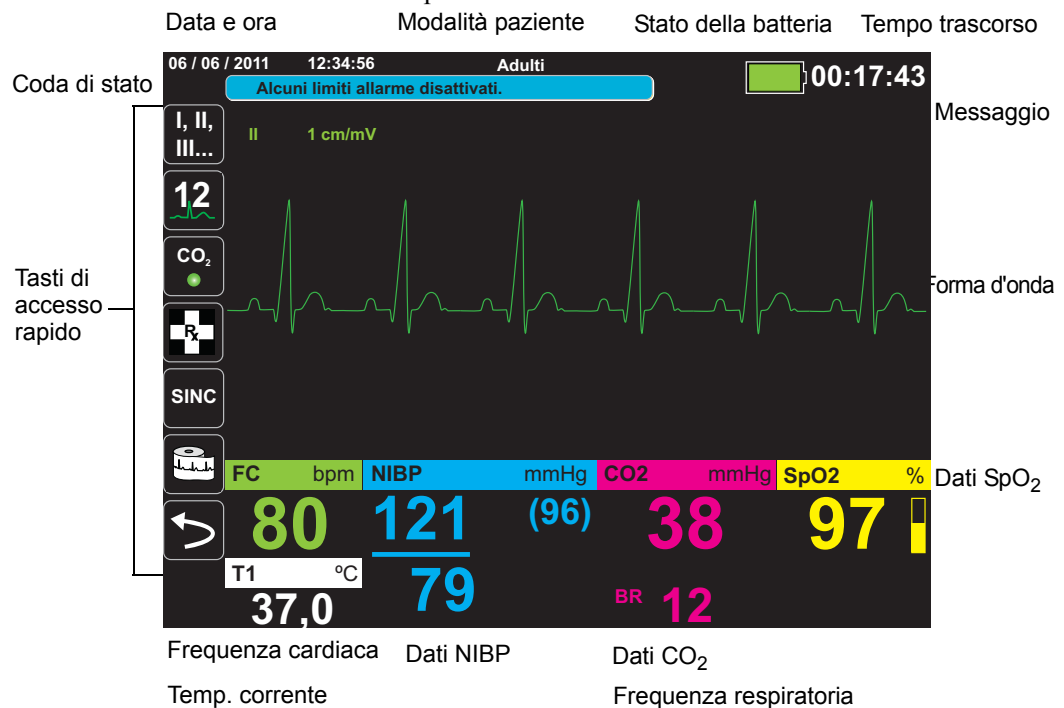 Data e ora
Modalità paziente
Stato della batteria
Tempo trascorso
06 / 06 / 2011
12:34:56
Adulti
00:17:43
Coda di stato
Alcuni limiti allarme disattivati.
Messaggio
I, II,
III...
II
1 cm/mV
12
CO₂
Tasti di
accesso
rapido
Forma d'onda
Rx
SINC
FC bpm
NIBP mmHg
CO2 mmHg
SpO2 %
Dati SpO₂
80
121
(96)
38
97
T1 ºC
79
BR 12
37,0
Frequenza cardiaca
Dati NIBP
Dati CO₂
Temp. corrente
Frequenza respiratoria